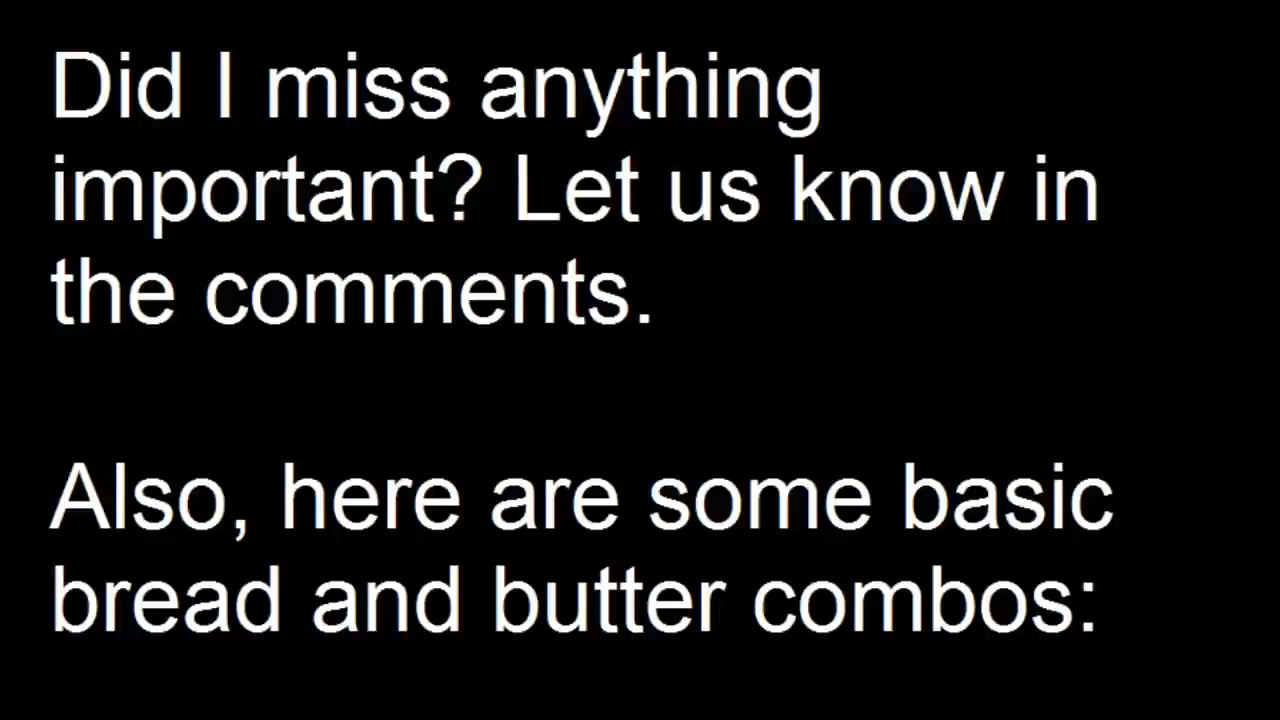 Did I miss anything
important? Let us know in
the comments.
Also, here are some basic
bread and butter combos: